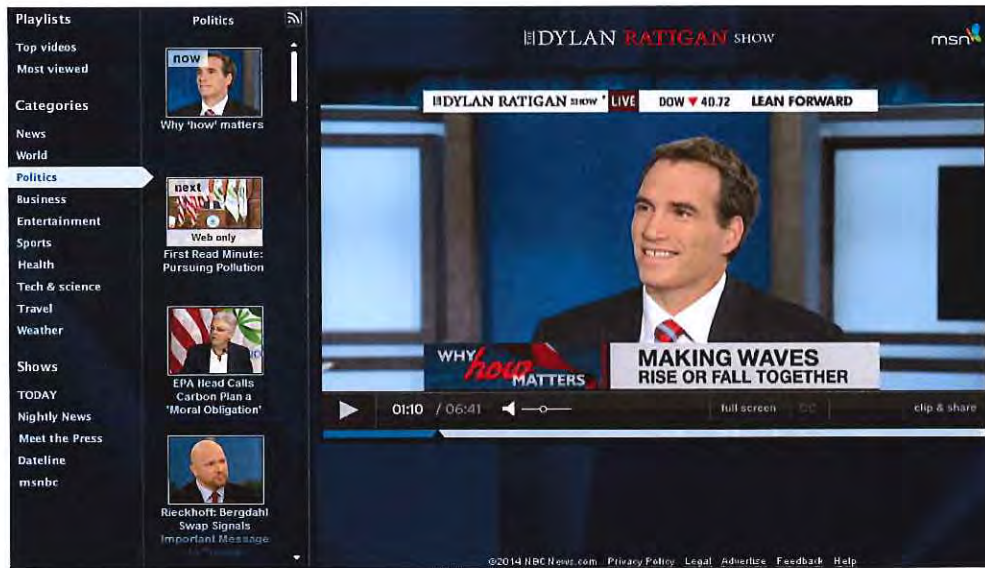 Playlists
Top videos
Most viewed
Categories
News
World
Politics
Business
Entertainment
Sports
Health
Tech & science
Travel
Weather
Shows
TODAY
Nightly News
Meet the Press
Dateline
msnbc
Politics
now
Why 'how' matters
next
Web only
First Read Minute:
Pursuing Pollution
EPA Head Calls
Carbon Plan a
'Moral Obligation'
Rieckhoff: Bergdahl
Swap Signals
Important Message
THE DYLAN RATIGAN SHOW
msn
THE DYLAN RATIGAN SHOW LIVE DOW ▼ 40.72 LEAN FORWARD
WHY how MATTERS
MAKING WAVES
RISE OR FALL TOGETHER
01:10 / 06:41
full screen
CC
clip & share
©2014 NBCNews.com Privacy Policy Legal Advertise Feedback Help